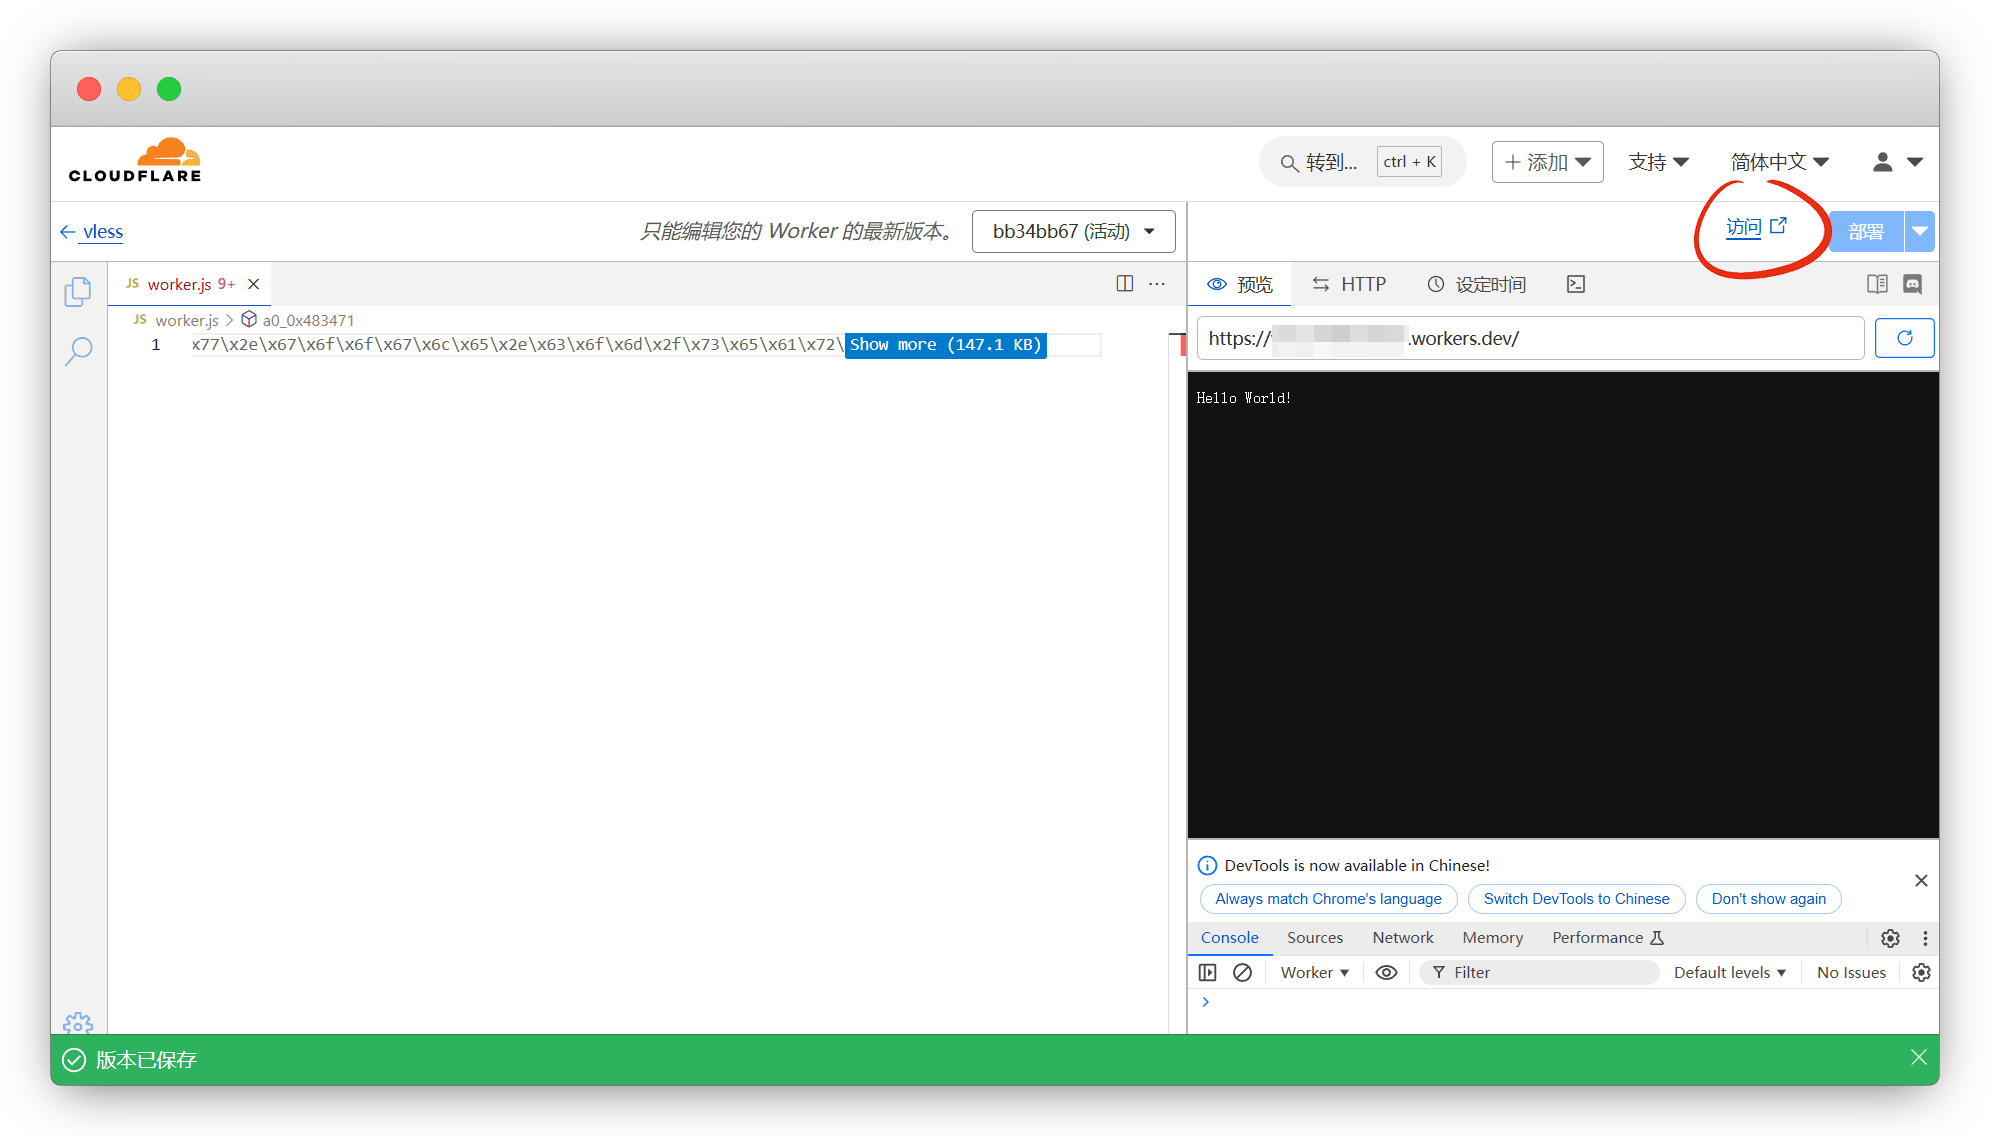 CLOUDFLARE
转到... ctrl + K
添加
支持
简体中文
vless
只能编辑您的 Worker 的最新版本。
bb34bb67 (活动)
访问
部署
JS worker.js 9+
预览
HTTP
设定时间
JS worker.js > a0_0x483471
https:// .workers.dev/
1 x77\x2e\x67\x6f\x6f\x67\x6c\x65\x2e\x63\x6f\x6d\x2f\x73\x65\x61\x72\ Show more (147.1 KB)
Hello World!
DevTools is now available in Chinese!
Always match Chrome's language
Switch DevTools to Chinese
Don't show again
Console Sources Network Memory Performance
Worker Filter Default levels No Issues
版本已保存